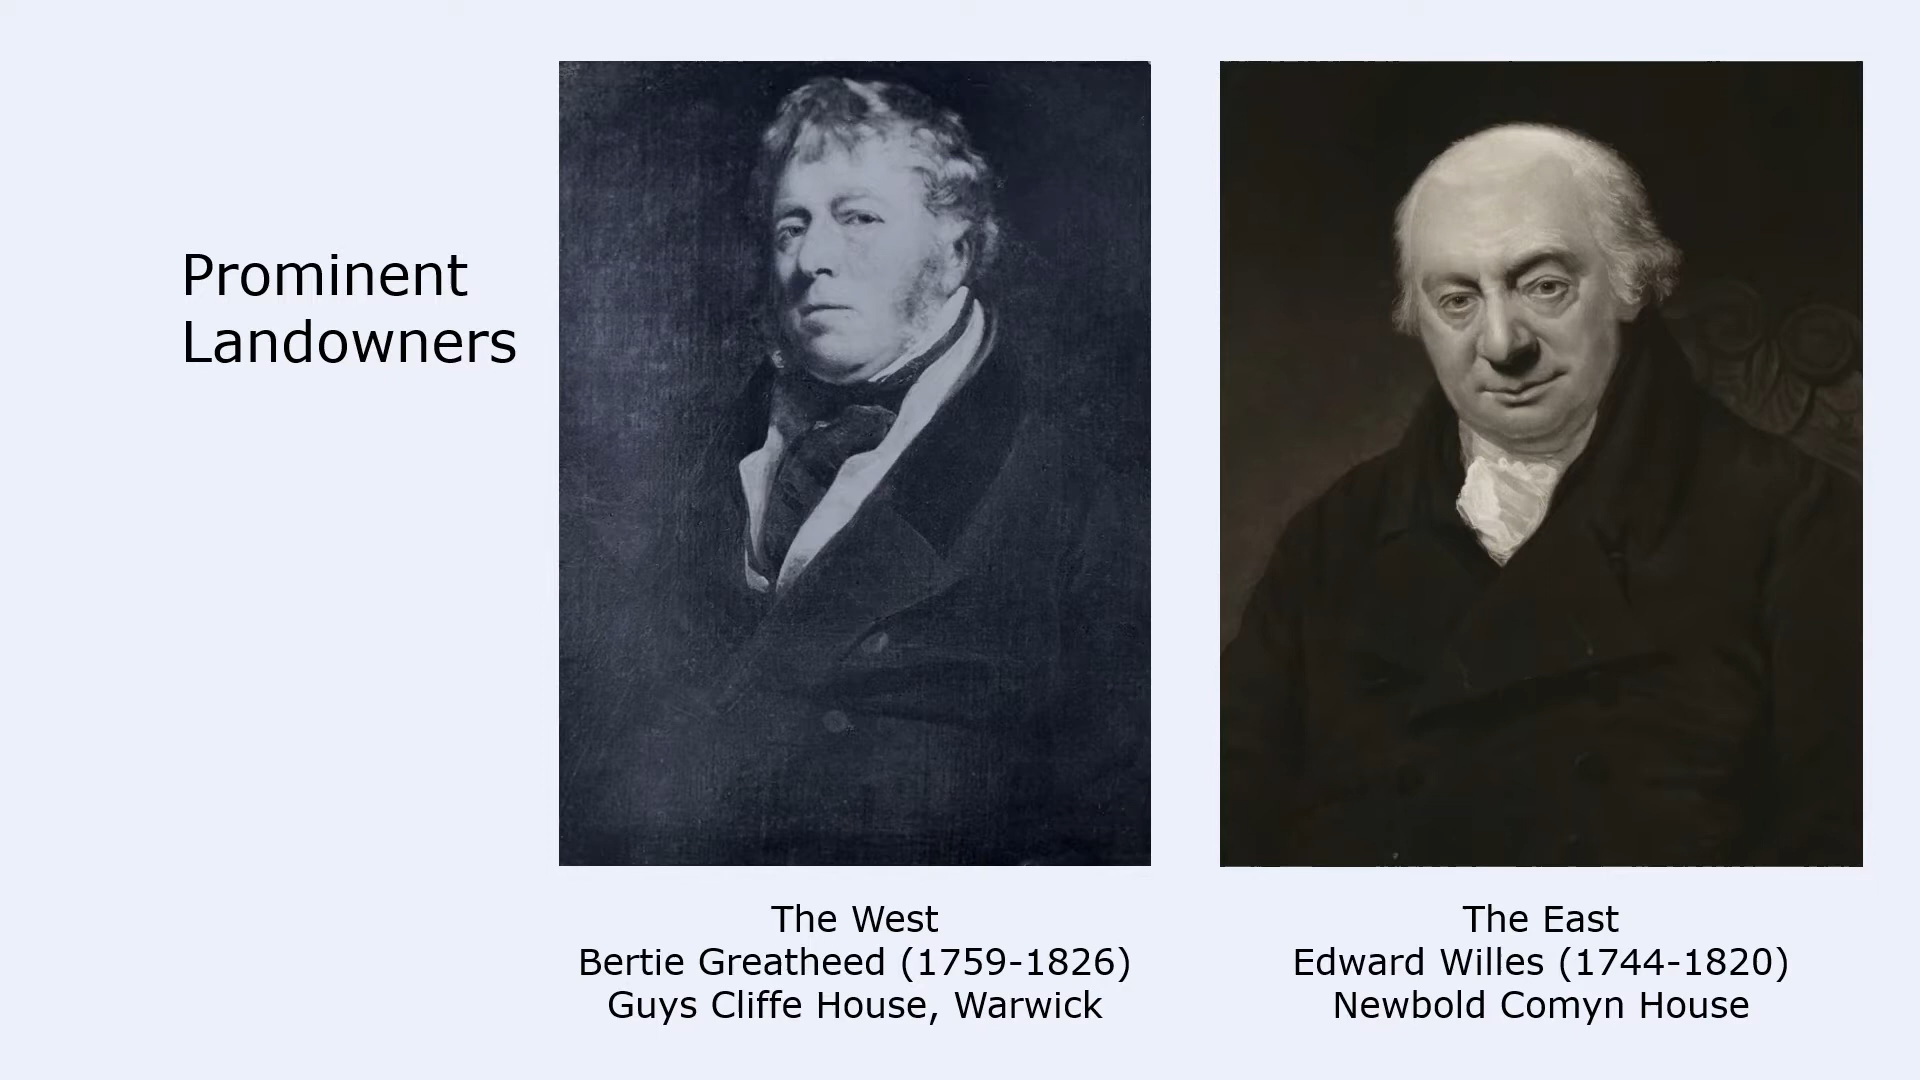 Prominent
Landowners
The West
Bertie Greatheed (1759-1826)
Guys Cliffe House, Warwick
The East
Edward Willes (1744-1820)
Newbold Comyn House